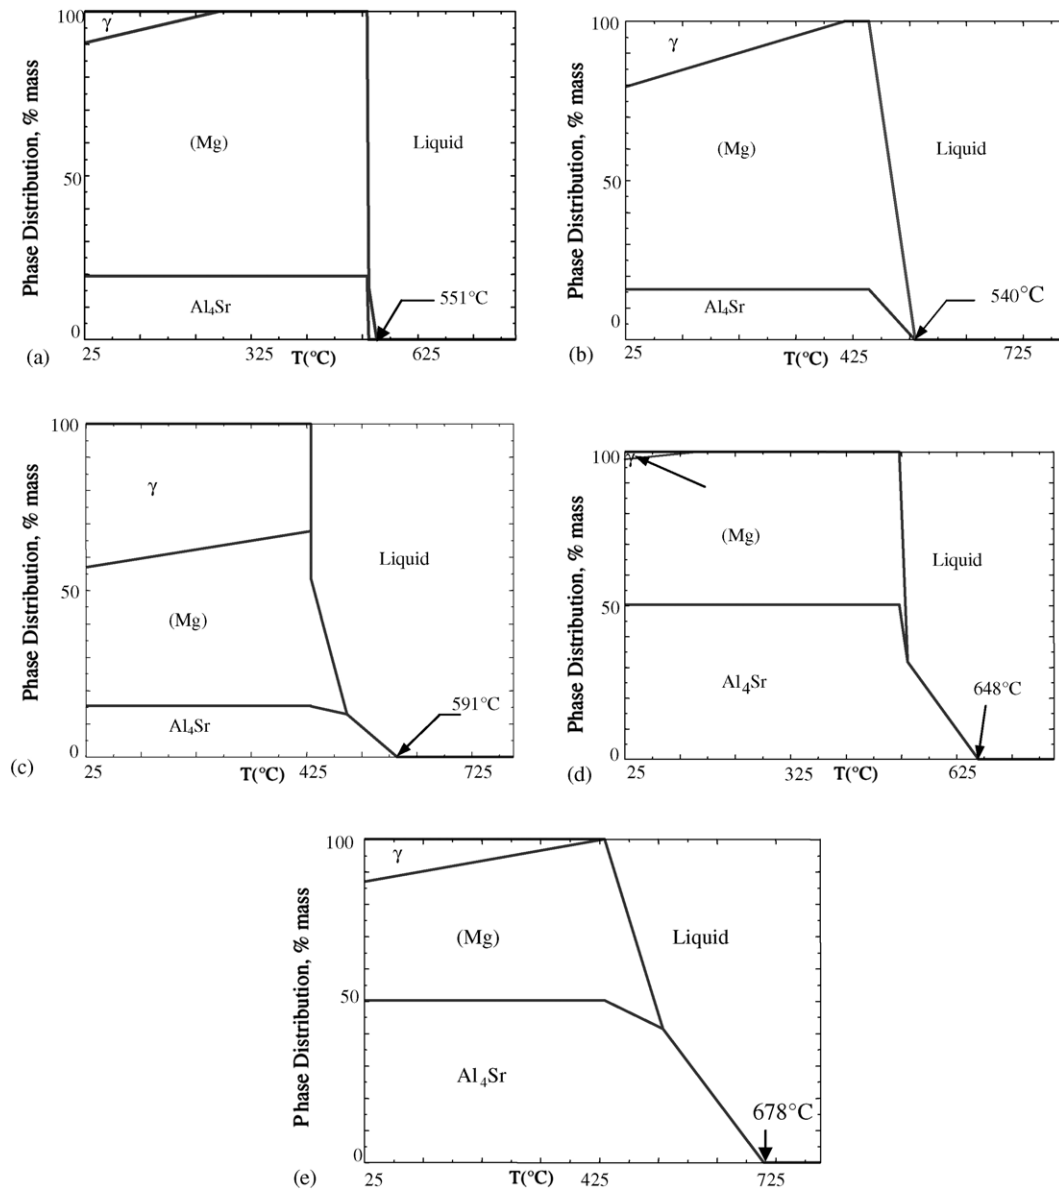 100
γ
Phase Distribution, % mass
(Mg)
Liquid
50
Al₄Sr
551°C
0
(a)
25
325
T(°C)
625
100
γ
Phase Distribution, % mass
(Mg)
Liquid
50
Al₄Sr
540°C
0
(b)
25
425
T(°C)
725
100
γ
Phase Distribution, % mass
Liquid
50
(Mg)
591°C
Al₄Sr
0
(c)
25
T(°C)
425
725
100
γ
Phase Distribution, % mass
(Mg)
Liquid
50
Al₄Sr
648°C
0
(d)
25
325
T(°C)
625
100
γ
Phase Distribution, % mass
(Mg)
Liquid
50
Al₄Sr
678°C
0
(e)
25
T(°C)
425
725